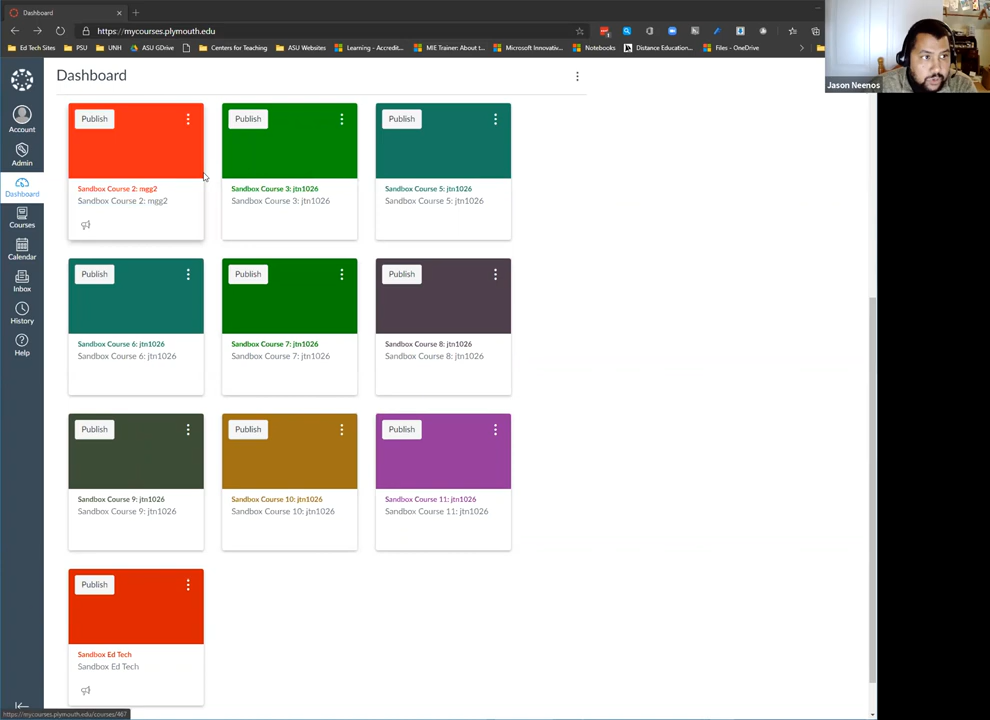 Dashboard
https://mycourses.plymouth.edu
Ed Tech Sites
PSU
UNH
ASU GDrive
Centers for Teaching
ASU Websites
Learning - Accredit...
MIE Trainer: About t...
Microsoft Innovativ...
Notebooks
Distance Education...
Files - OneDrive
Jason Neenos
Account
Admin
Dashboard
Courses
Calendar
Inbox
History
Help
Dashboard
Publish
Sandbox Course 2: mgg2
Sandbox Course 2: mgg2
Publish
Sandbox Course 3: jtn1026
Sandbox Course 3: jtn1026
Publish
Sandbox Course 5: jtn1026
Sandbox Course 5: jtn1026
Publish
Sandbox Course 6: jtn1026
Sandbox Course 6: jtn1026
Publish
Sandbox Course 7: jtn1026
Sandbox Course 7: jtn1026
Publish
Sandbox Course 8: jtn1026
Sandbox Course 8: jtn1026
Publish
Sandbox Course 9: jtn1026
Sandbox Course 9: jtn1026
Publish
Sandbox Course 10: jtn1026
Sandbox Course 10: jtn1026
Publish
Sandbox Course 11: jtn1026
Sandbox Course 11: jtn1026
Publish
Sandbox Ed Tech
Sandbox Ed Tech
https://mycourses.plymouth.edu/courses/467